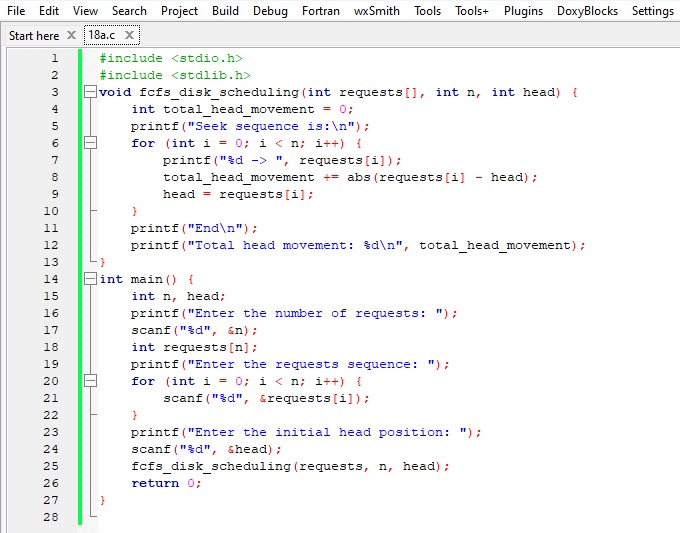 File Edit View Search Project Build Debug Fortran wxSmith Tools Tools+ Plugins DoxyBlocks Settings
Start here X 18a.c X
1 #include <stdio.h>
2 #include <stdlib.h>
3 void fcfs_disk_scheduling(int requests[], int n, int head) {
4     int total_head_movement = 0;
5     printf("Seek sequence is:\n");
6     for (int i = 0; i < n; i++) {
7         printf("%d -> ", requests[i]);
8         total_head_movement += abs(requests[i] - head);
9         head = requests[i];
10     }
11     printf("End\n");
12     printf("Total head movement: %d\n", total_head_movement);
13 }
14 int main() {
15     int n, head;
16     printf("Enter the number of requests: ");
17     scanf("%d", &n);
18     int requests[n];
19     printf("Enter the requests sequence: ");
20     for (int i = 0; i < n; i++) {
21         scanf("%d", &requests[i]);
22     }
23     printf("Enter the initial head position: ");
24     scanf("%d", &head);
25     fcfs_disk_scheduling(requests, n, head);
26     return 0;
27 }
28